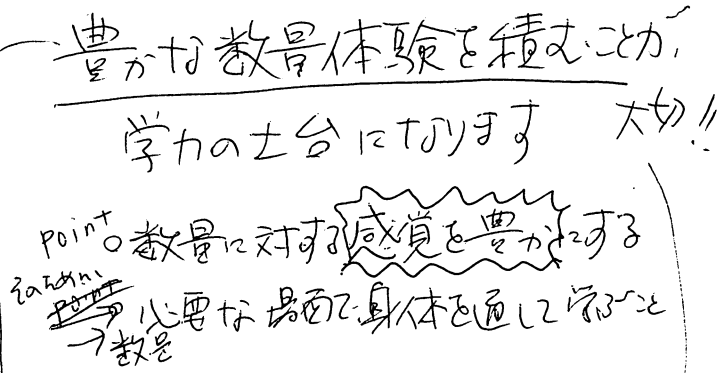 豊かな数量体験を積むことが、
学力の土台になります
大切!!
point
○数量に対する感覚を豊かにする
そのために
point
→必要な場面で身体を通して学ぶこと
→数量